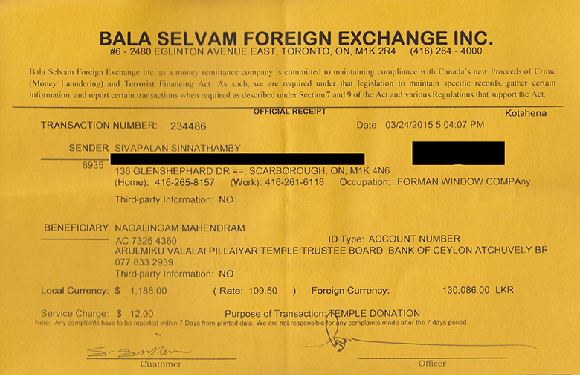 BALA SELVAM FOREIGN EXCHANGE INC.
#6 - 2480 EGLINTON AVENUE EAST, TORONTO, ON, M1K 2R4 (416) 264 - 4000
Bala Selvam Foreign Exchange Inc. as a money remittance company is committed to maintaining compliance with Canada's new Proceeds of Crime
(Money Laundering) and Terrorist Financing Act. As such, we are required under that legislation to maintain specific records, gather certain
information, and report certain transactions when required as described under Section 7 and 9 of the Act and various Regulations that support the Act.
OFFICIAL RECEIPT Kotahena
TRANSACTION NUMBER: 234486 Date: 03/24/2015 5:04:07 PM
SENDER SIVAPALAN SINNATHAMBY
8935
136 GLENSHEPHARD DR ==, SCARBOROUGH, ON, M1K 4N6
(Home): 416-265-8157 (Work): 416-261-6116 Occupation: FORMAN WINDOW COMPAny
Third-party Information: NO
BENEFICIARY NAGALINGAM MAHENDRAM
AC 7325 4360 ID Type: ACCOUNT NUMBER
ARULMIKU VALALAI PILLAIYAR TEMPLE TRUSTEE BOARD BANK OF CEYLON ATCHUVELY BR
077 833 2939
Third-party Information: NO
Local Currency: $ 1,188.00 ( Rate: 109.50 ) Foreign Currency: 130,086.00 LKR
Service Charge: $ 12.00 Purpose of Transaction: TEMPLE DONATION
Note: Any complaints have to be reported within 7 Days from printed date. We are not responsible for any complaints made after the 7 days period.
Customer Officer